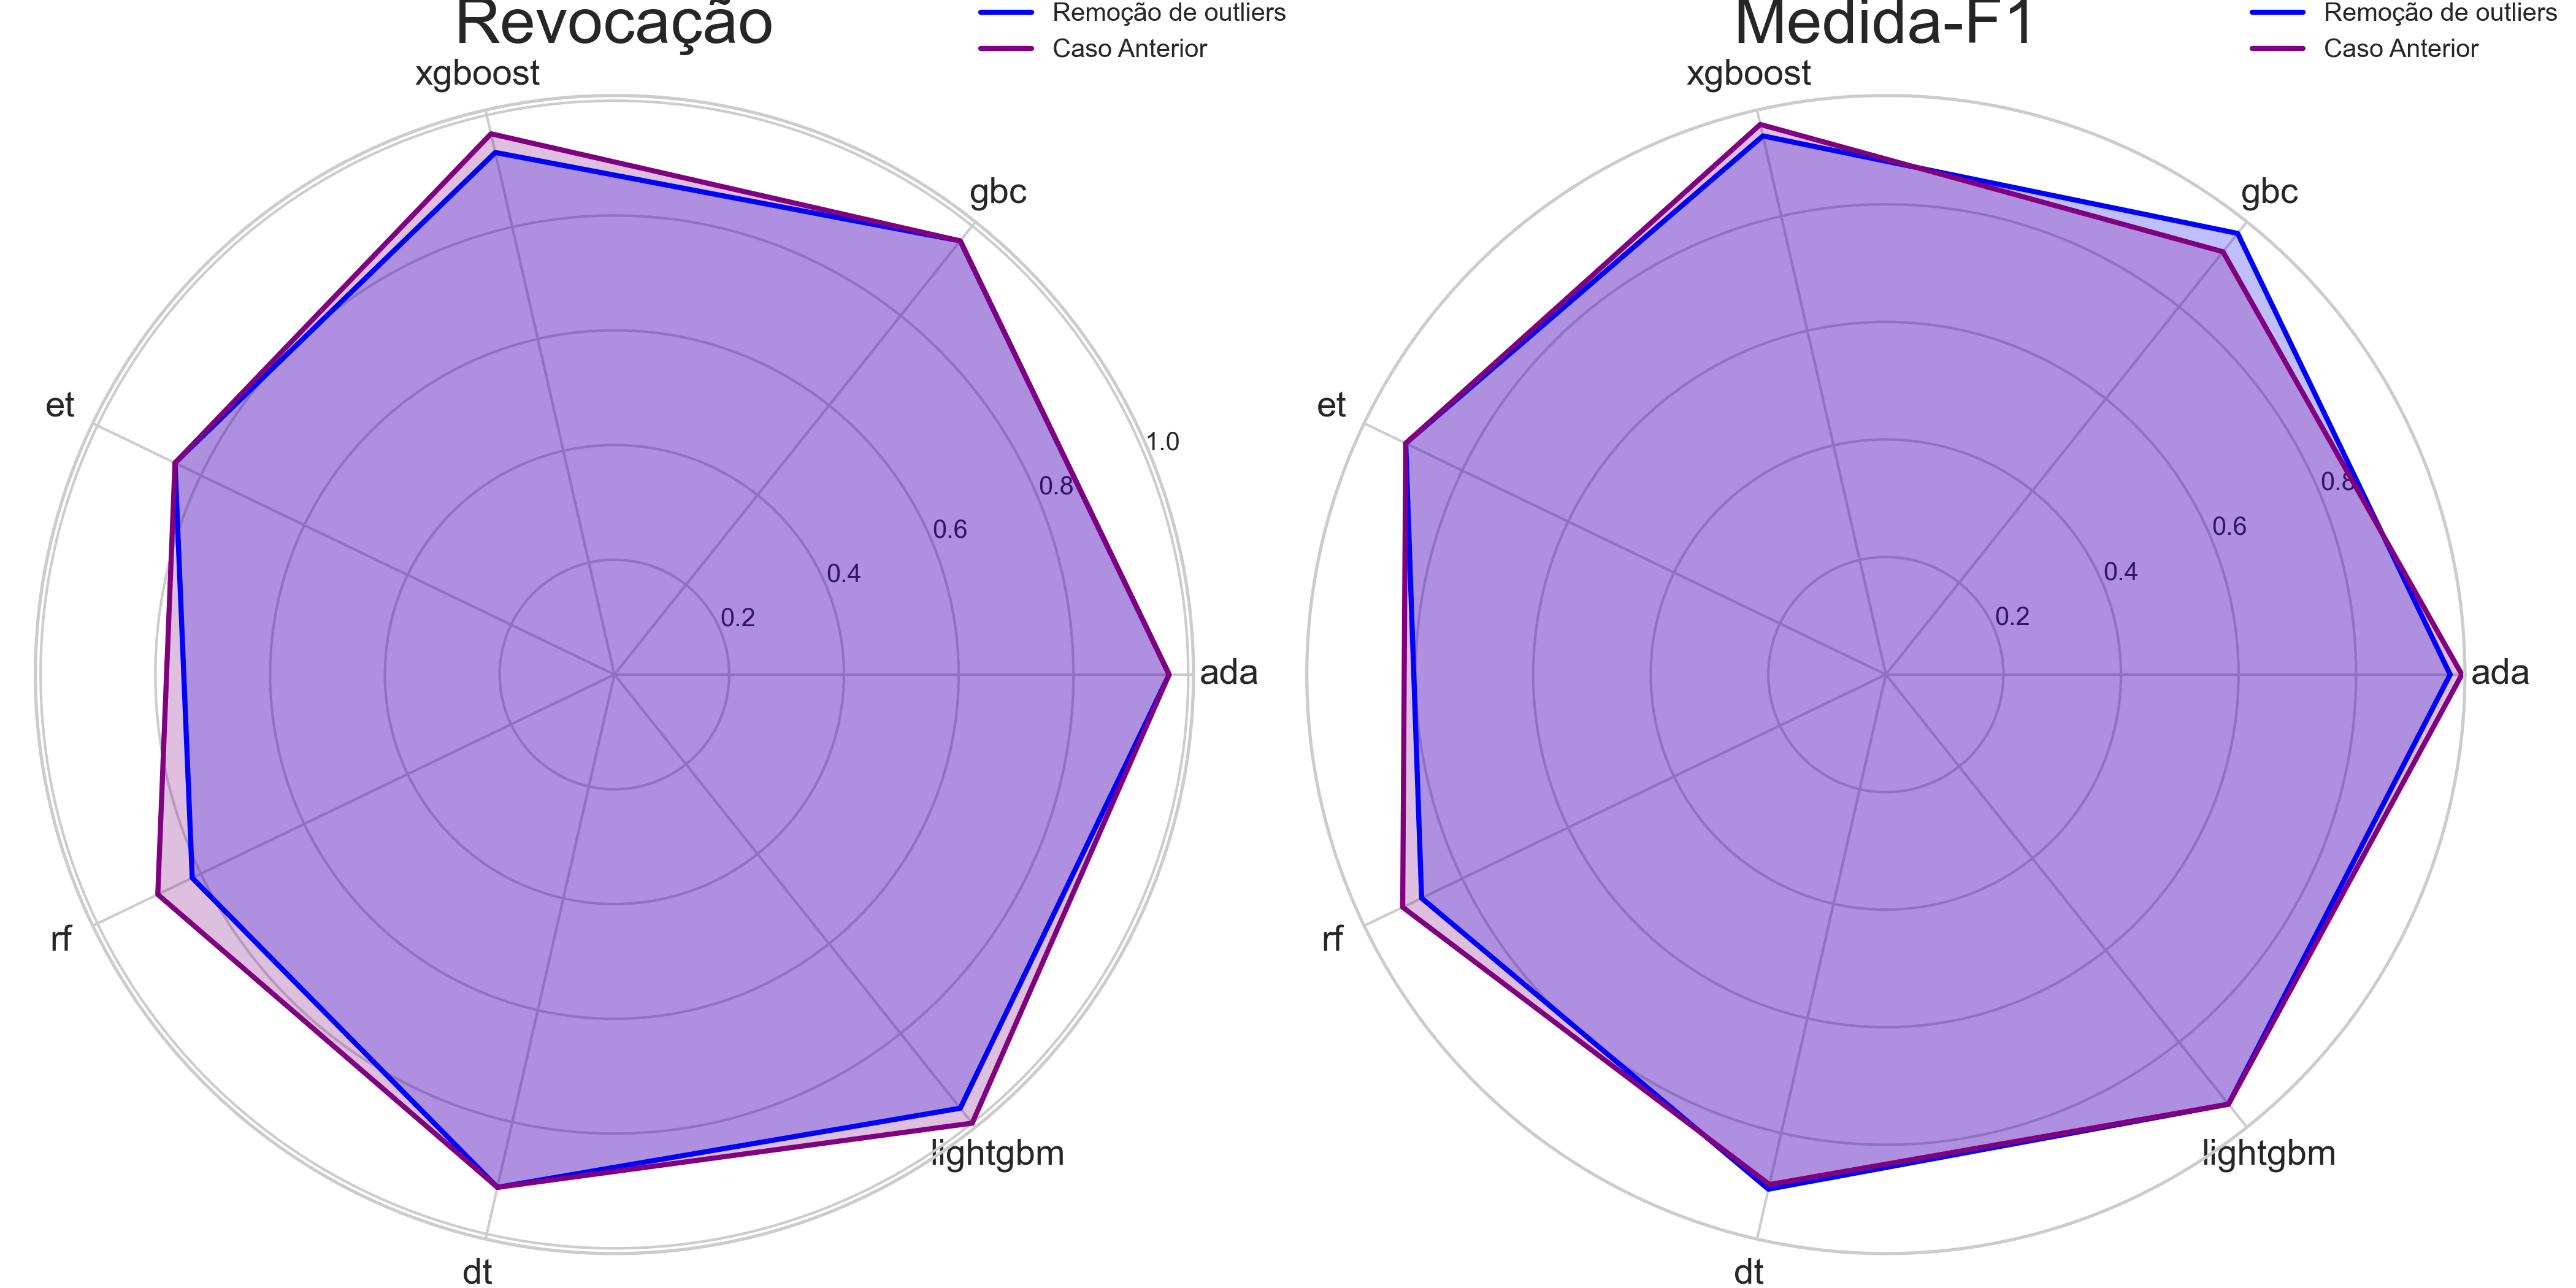 Revocação
Remoção de outliers
Caso Anterior
xgboost
gbc
et
1.0
0.8
0.6
0.4
0.2
ada
rf
lightgbm
dt
Medida-F1
Remoção de outliers
Caso Anterior
xgboost
gbc
et
0.8
0.6
0.4
0.2
ada
rf
lightgbm
dt